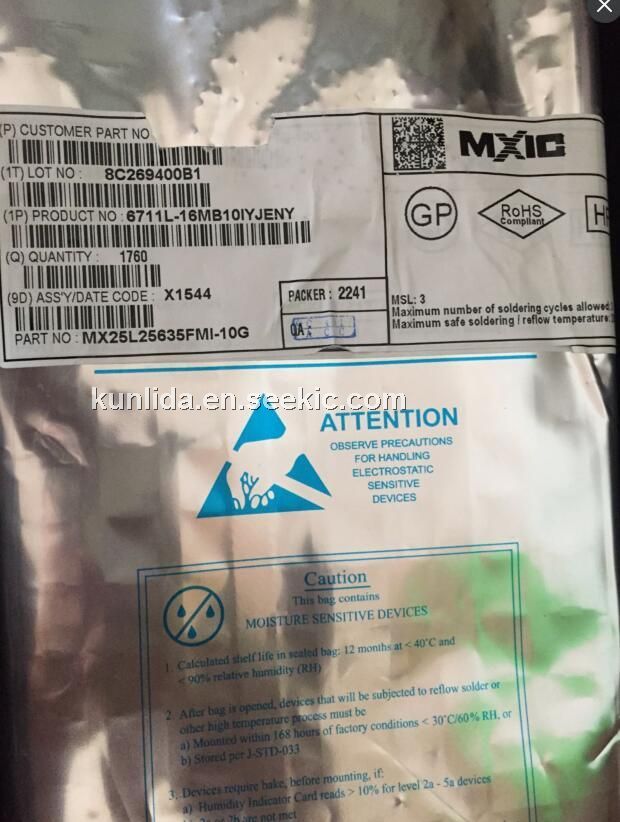 (P) CUSTOMER PART NO
(1T) LOT NO : 8C269400B1
(1P) PRODUCT NO : 6711L-16MB10IYJENY
(Q) QUANTITY : 1760
(9D) ASS'Y/DATE CODE : X1544
PART NO : MX25L25635FMI-10G
PACKER : 2241
QA
MXIC
GP
RoHS
Compliant
MSL: 3
Maximum number of soldering cycles allowed
Maximum safe soldering / reflow temperature
kunlida.en.seekic.com
ATTENTION
OBSERVE PRECAUTIONS
FOR HANDLING
ELECTROSTATIC
SENSITIVE
DEVICES
Caution
This bag contains
MOISTURE SENSITIVE DEVICES
1. Calculated shelf life in sealed bag: 12 months at < 40°C and
< 90% relative humidity (RH)
2. After bag is opened, devices that will be subjected to reflow solder or
other high temperature process must be
a) Mounted within 168 hours of factory conditions < 30°C/60% RH, or
b) Stored per J-STD-033
3. Devices require bake, before mounting, if:
a) Humidity Indicator Card reads > 10% for level 2a - 5a devices
are not met